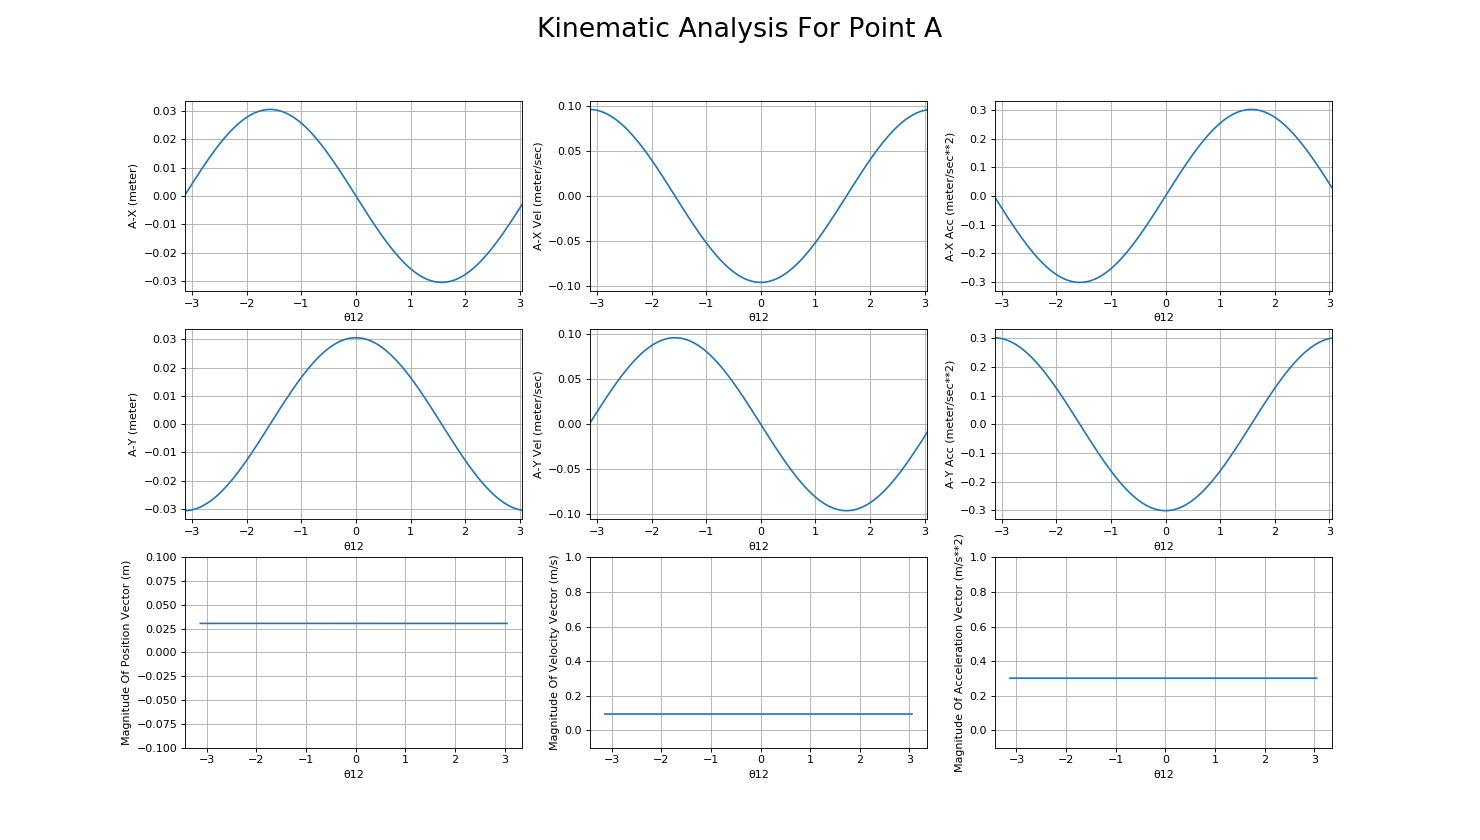 Kinematic Analysis For Point A
A-X (meter)
0.03
0.02
0.01
0.00
−0.01
−0.02
−0.03
−3 −2 −1 0 1 2 3
θ12
A-X Vel (meter/sec)
0.10
0.05
0.00
−0.05
−0.10
−3 −2 −1 0 1 2 3
θ12
A-X Acc (meter/sec**2)
0.3
0.2
0.1
0.0
−0.1
−0.2
−0.3
−3 −2 −1 0 1 2 3
θ12
A-Y (meter)
0.03
0.02
0.01
0.00
−0.01
−0.02
−0.03
−3 −2 −1 0 1 2 3
θ12
A-Y Vel (meter/sec)
0.10
0.05
0.00
−0.05
−0.10
−3 −2 −1 0 1 2 3
θ12
A-Y Acc (meter/sec**2)
0.3
0.2
0.1
0.0
−0.1
−0.2
−0.3
−3 −2 −1 0 1 2 3
θ12
Magnitude Of Position Vector (m)
0.100
0.075
0.050
0.025
0.000
−0.025
−0.050
−0.075
−0.100
−3 −2 −1 0 1 2 3
θ12
Magnitude Of Velocity Vector (m/s)
1.0
0.8
0.6
0.4
0.2
0.0
−3 −2 −1 0 1 2 3
θ12
Magnitude Of Acceleration Vector (m/s**2)
1.0
0.8
0.6
0.4
0.2
0.0
−3 −2 −1 0 1 2 3
θ12